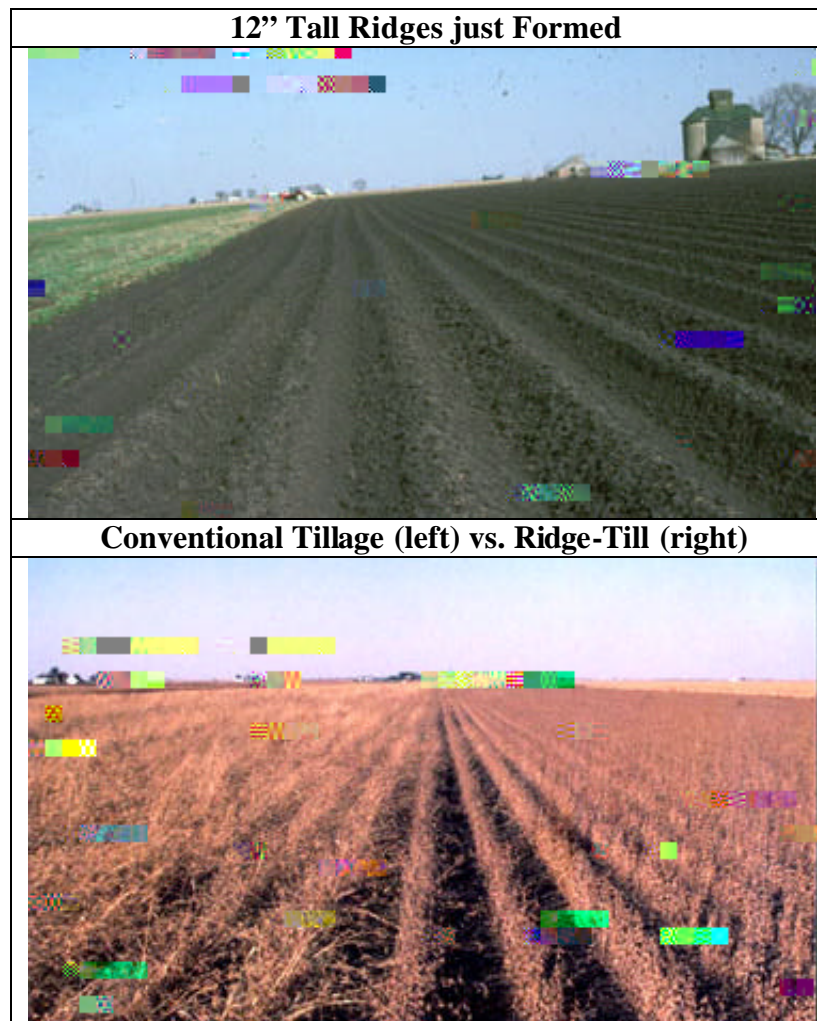 12” Tall Ridges just Formed
Conventional Tillage (left) vs. Ridge-Till (right)